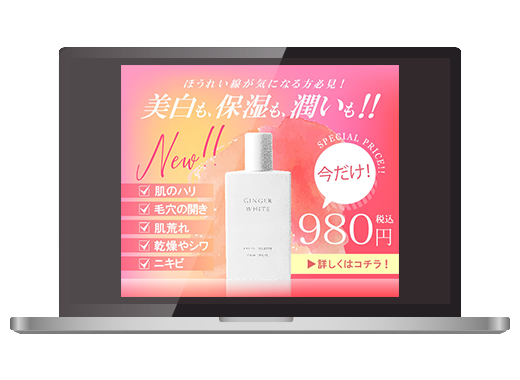 ほうれい線が気になる方必見！
美白も、保湿も、潤いも!!
New!!
SPECIAL PRICE!!
今だけ！
肌のハリ
毛穴の開き
肌荒れ
乾燥やシワ
ニキビ
GINGER
WHITE
980円
税込
▶詳しくはコチラ！